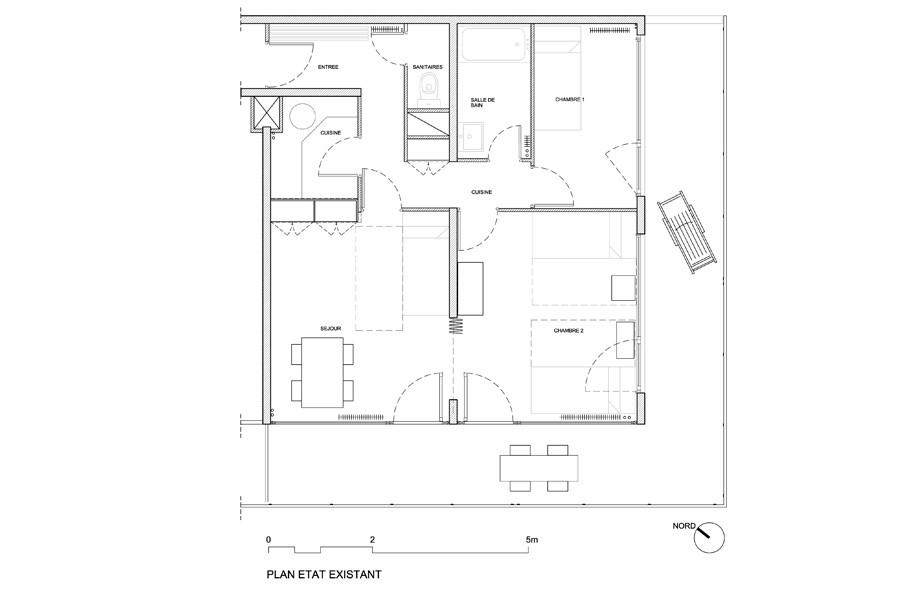 ENTREE
SANITAIRES
SALLE DE
BAIN
CHAMBRE 1
CUISINE
CUISINE
SEJOUR
CHAMBRE 2
NORD
0 2 5m
PLAN ETAT EXISTANT